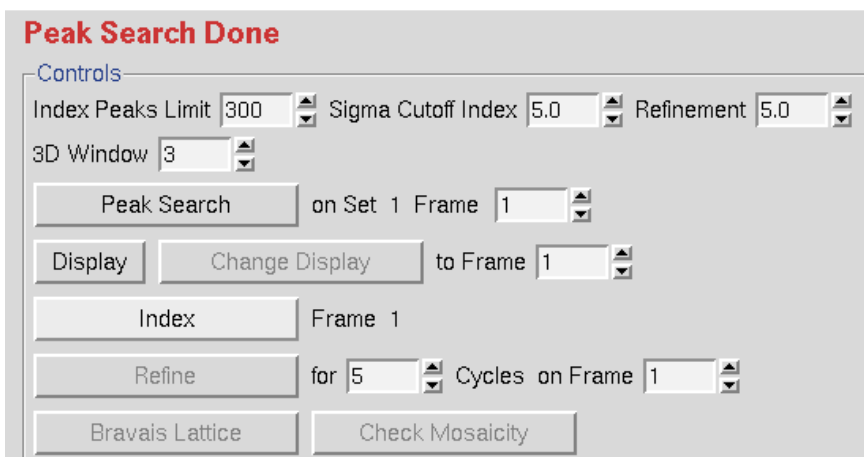 Peak Search Done
Controls
Index Peaks Limit 300 Sigma Cutoff Index 5.0 Refinement 5.0
3D Window 3
Peak Search on Set 1 Frame 1
Display Change Display to Frame 1
Index Frame 1
Refine for 5 Cycles on Frame 1
Bravais Lattice Check Mosaicity